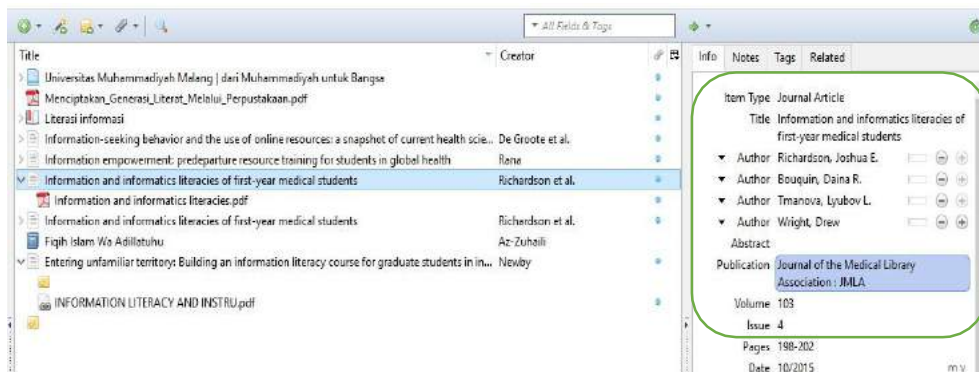 All Fields & Tags
Title
Creator
Universitas Muhammadiyah Malang | dari Muhammadiyah untuk Bangsa
Menciptakan_Generasi_Literat_Melalui_Perpustakaan.pdf
Literasi informasi
Information-seeking behavior and the use of online resources: a snapshot of current health scie... De Groote et al.
Information empowerment: predeparture resource training for students in global health Rana
Information and informatics literacies of first-year medical students Richardson et al.
Information and informatics literacies.pdf
Information and informatics literacies of first-year medical students Richardson et al.
Fiqih Islam Wa Adillatuhu Az-Zuhaili
Entering unfamiliar territory: Building an information literacy course for graduate students in in... Newby
INFORMATION LITERACY AND INSTRU.pdf
Info Notes Tags Related
Item Type Journal Article
Title Information and informatics literacies of
first-year medical students
Author Richardson, Joshua E.
Author Bouquin, Daina R.
Author Tmanova, Lyubov L.
Author Wright, Drew
Abstract
Publication Journal of the Medical Library
Association : JMLA
Volume 103
Issue 4
Pages 198-202
Date 10/2015 m y